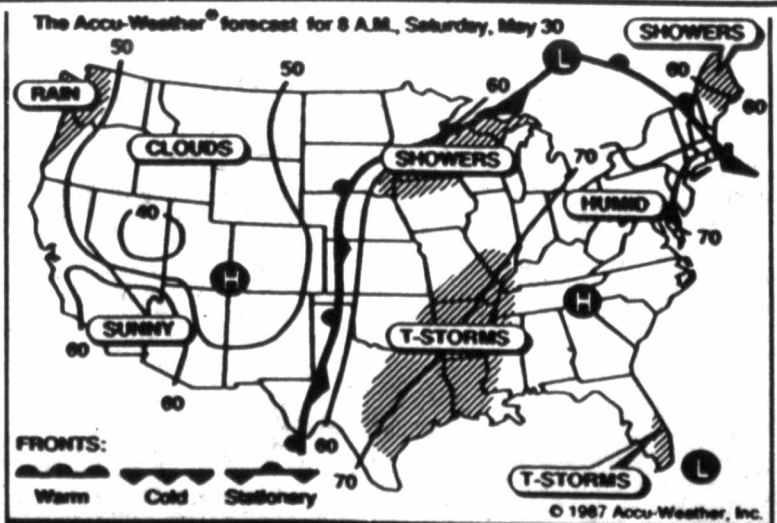 The Accu-Weather® forecast for 8 A.M., Saturday, May 30
SHOWERS
50
50
L
60
60
60
RAIN
CLOUDS
SHOWERS
70
HUMID
40
70
H
H
SUNNY
T-STORMS
60
60
60
70
L
T-STORMS
FRONTS:
Warm Cold Stationary
© 1987 Accu-Weather, Inc.